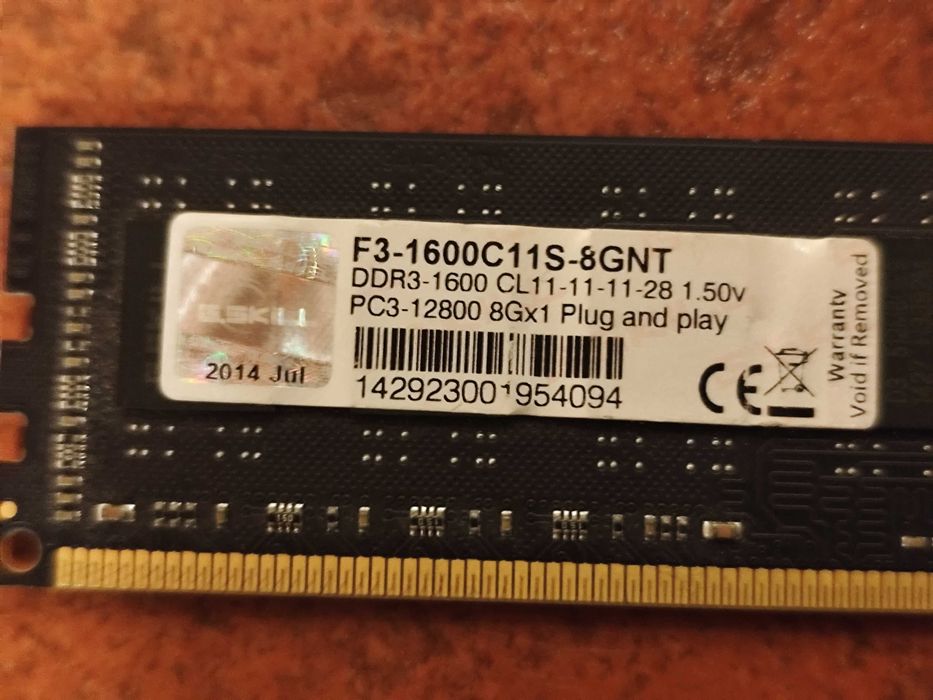 F3-1600C11S-8GNT
DDR3-1600 CL11-11-11-28 1.50v
PC3-12800 8Gx1 Plug and play
G.SKILL
2014 Jul
142923001954094
CE
Warranty
Void if Removed